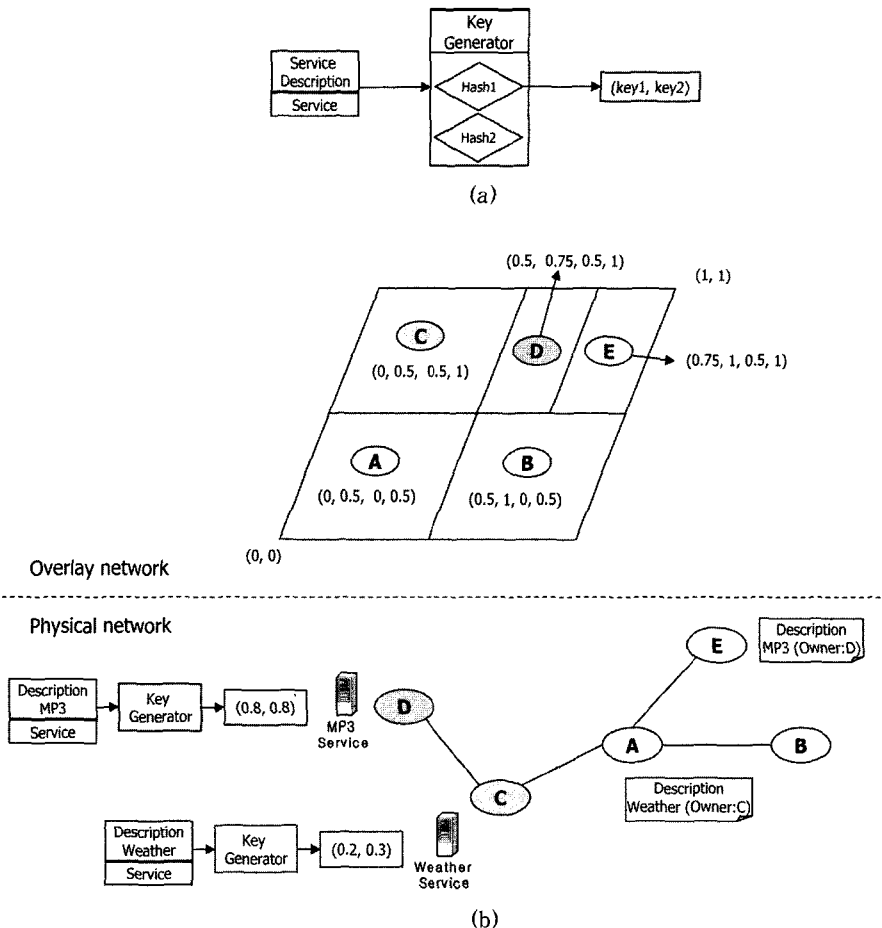 Key
Generator
Service
Description
Service
Hash1
Hash2
(key1, key2)
(a)
(0.5, 0.75, 0.5, 1)
(1, 1)
C
D
E
(0, 0.5, 0.5, 1)
(0.75, 1, 0.5, 1)
A
B
(0, 0.5, 0, 0.5)
(0.5, 1, 0, 0.5)
(0, 0)
Overlay network
Physical network
E
Description
MP3 (Owner:D)
Description
MP3
Service
Key
Generator
(0.8, 0.8)
MP3
Service
D
A
B
C
Description
Weather (Owner:C)
Description
Weather
Service
Key
Generator
(0.2, 0.3)
Weather
Service
(b)